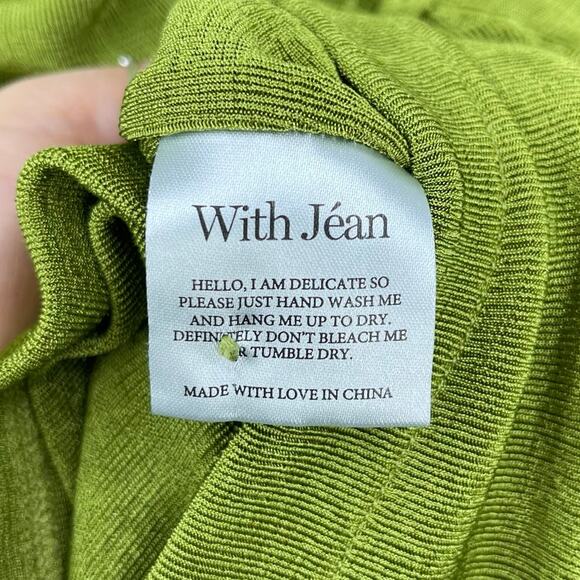 With Jéan
HELLO, I AM DELICATE SO
PLEASE JUST HAND WASH ME
AND HANG ME UP TO DRY.
DEFINITELY DON'T BLEACH ME
OR TUMBLE DRY.
MADE WITH LOVE IN CHINA